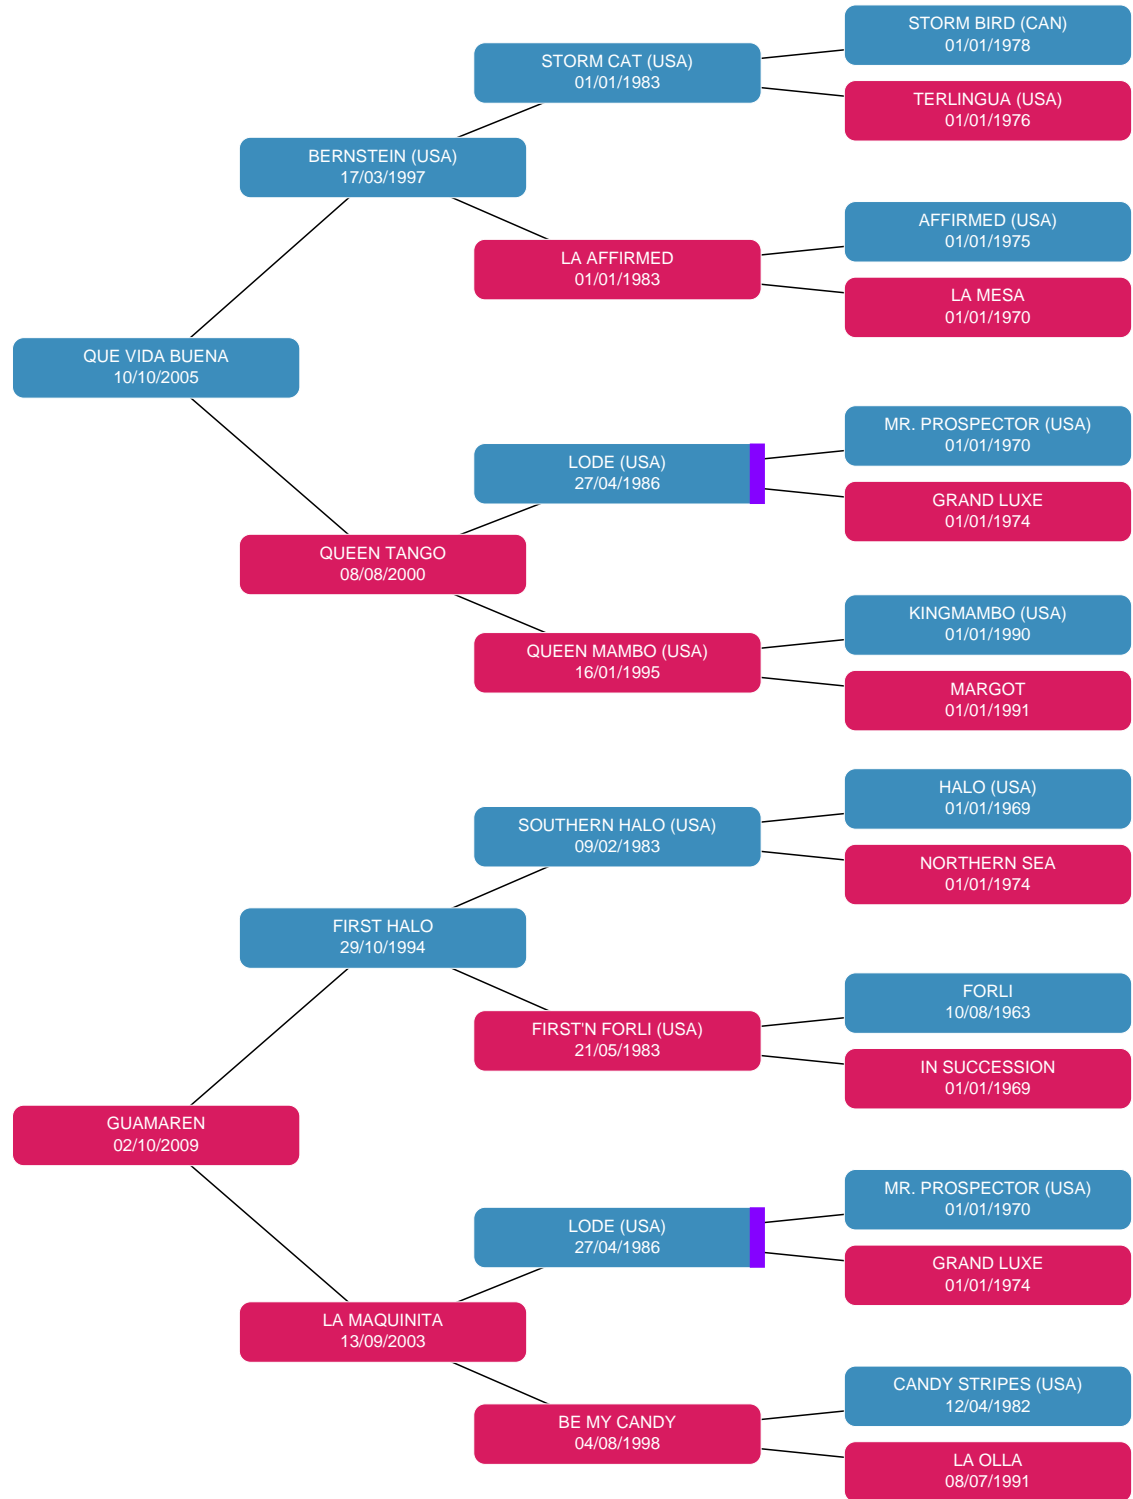 STORM BIRD (CAN)
01/01/1978
STORM CAT (USA)
01/01/1983
TERLINGUA (USA)
01/01/1976
BERNSTEIN (USA)
17/03/1997
AFFIRMED (USA)
01/01/1975
LA AFFIRMED
01/01/1983
LA MESA
01/01/1970
QUE VIDA BUENA
10/10/2005
MR. PROSPECTOR (USA)
01/01/1970
LODE (USA)
27/04/1986
GRAND LUXE
01/01/1974
QUEEN TANGO
08/08/2000
KINGMAMBO (USA)
01/01/1990
QUEEN MAMBO (USA)
16/01/1995
MARGOT
01/01/1991
HALO (USA)
01/01/1969
SOUTHERN HALO (USA)
09/02/1983
NORTHERN SEA
01/01/1974
FIRST HALO
29/10/1994
FORLI
10/08/1963
FIRST'N FORLI (USA)
21/05/1983
IN SUCCESSION
01/01/1969
GUAMAREN
02/10/2009
MR. PROSPECTOR (USA)
01/01/1970
LODE (USA)
27/04/1986
GRAND LUXE
01/01/1974
LA MAQUINITA
13/09/2003
CANDY STRIPES (USA)
12/04/1982
BE MY CANDY
04/08/1998
LA OLLA
08/07/1991